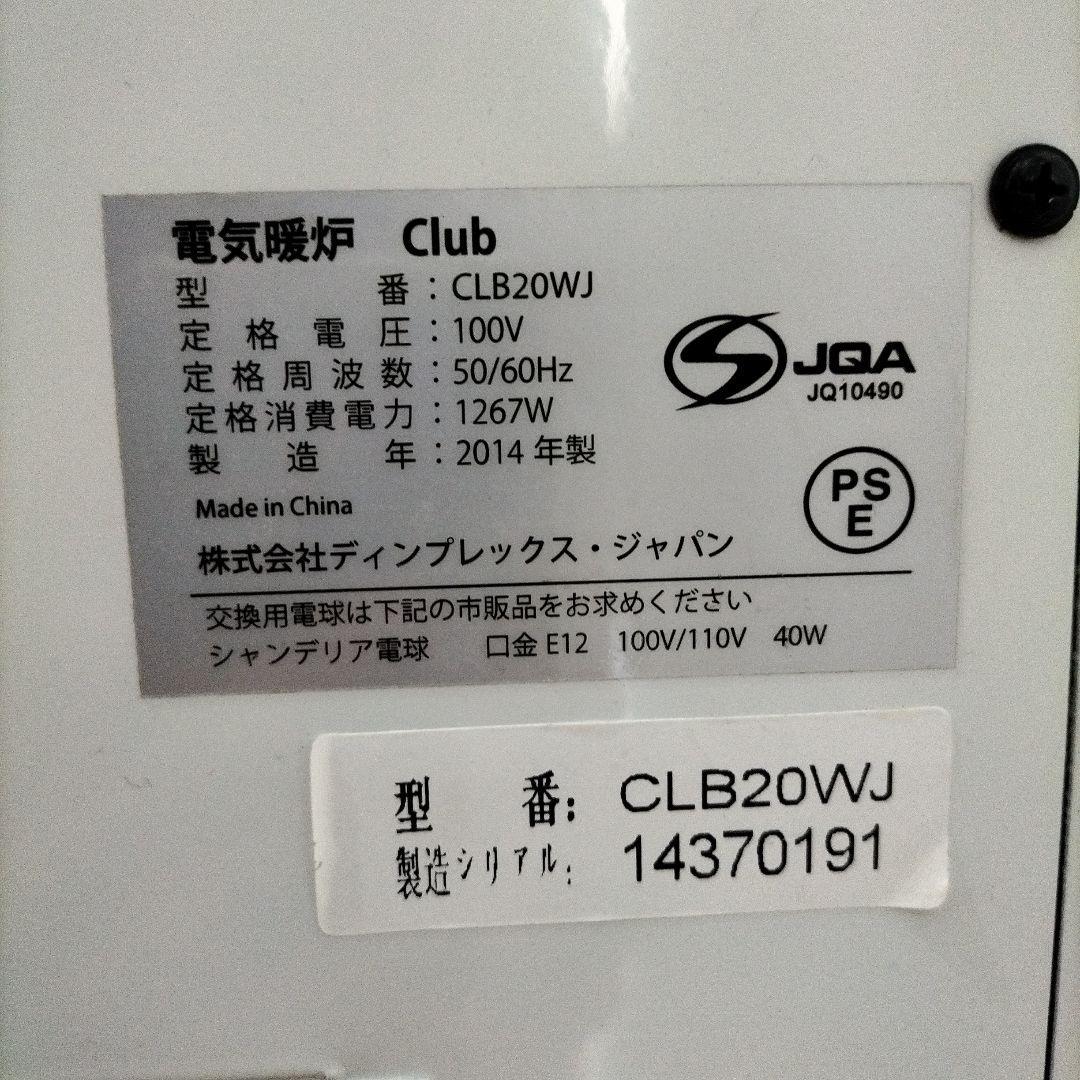 電気暖炉 Club
型番：CLB20WJ
定格電圧：100V
定格周波数：50/60Hz
定格消費電力：1267W
製造年：2014 年製
Made in China
株式会社ディンプレックス・ジャパン
JQA
JQ10490
PS
E
交換用電球は下記の市販品をお求めください
シャンデリア電球 口金 E12 100V/110V 40W
型番: CLB20WJ
製造シリアル: 14370191